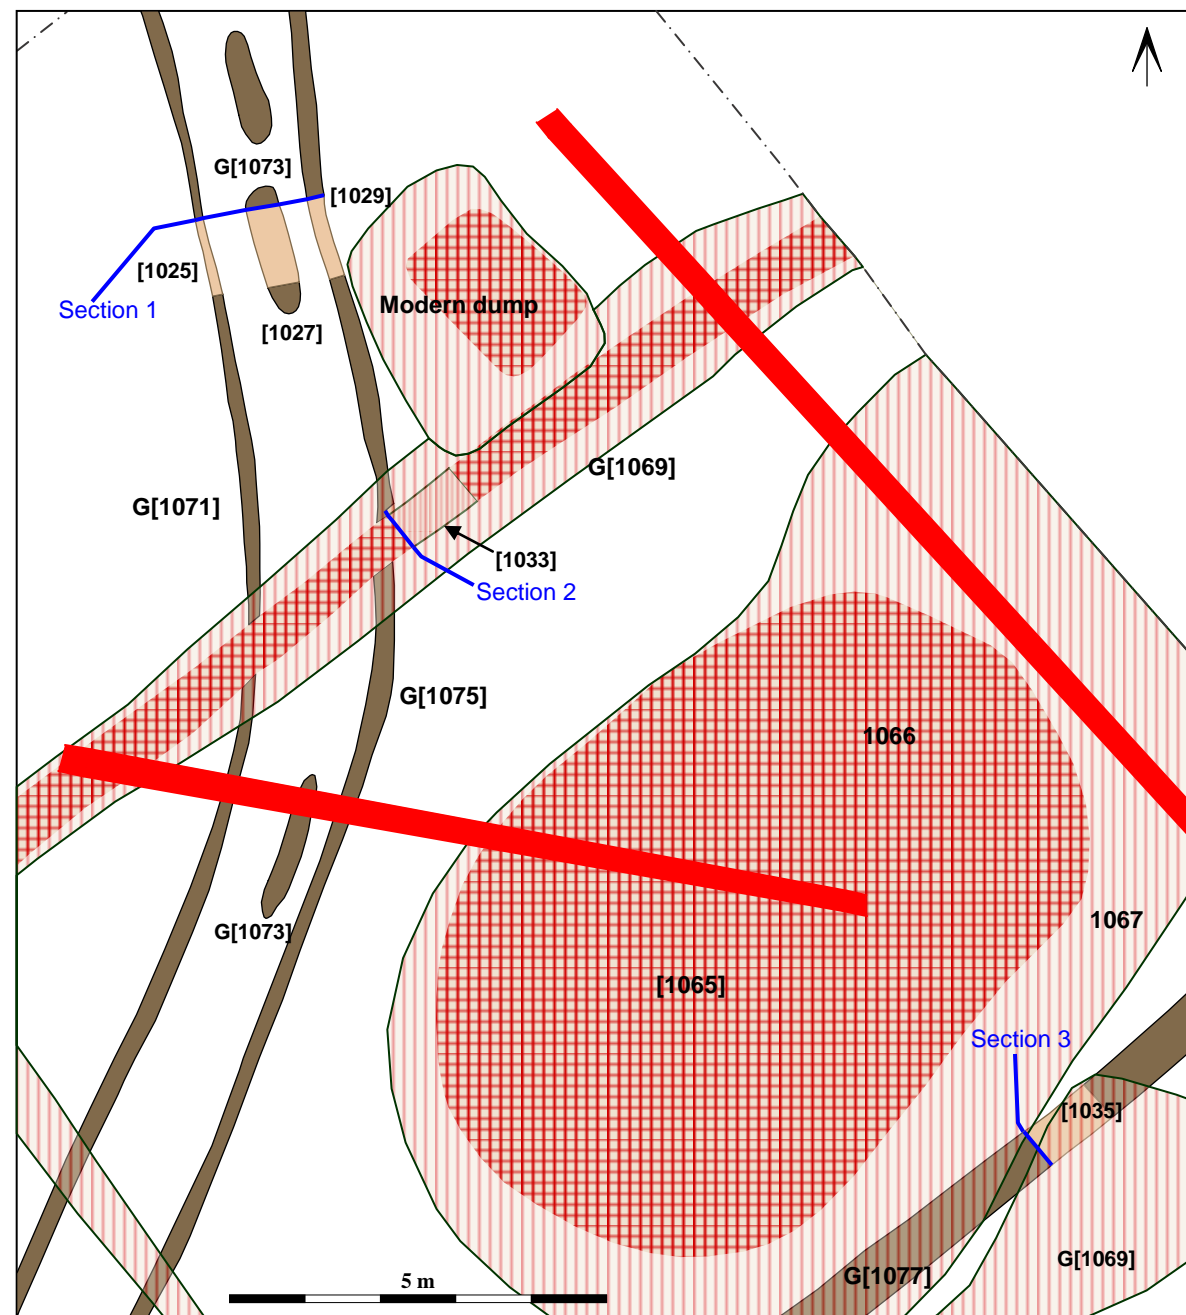 G[1073]
[1029]
[1025]
Section 1
Modern dump
[1027]
G[1069]
G[1071]
[1033]
Section 2
G[1075]
1066
1067
G[1073]
[1065]
Section 3
[1035]
G[1069]
G[1077]
5 m